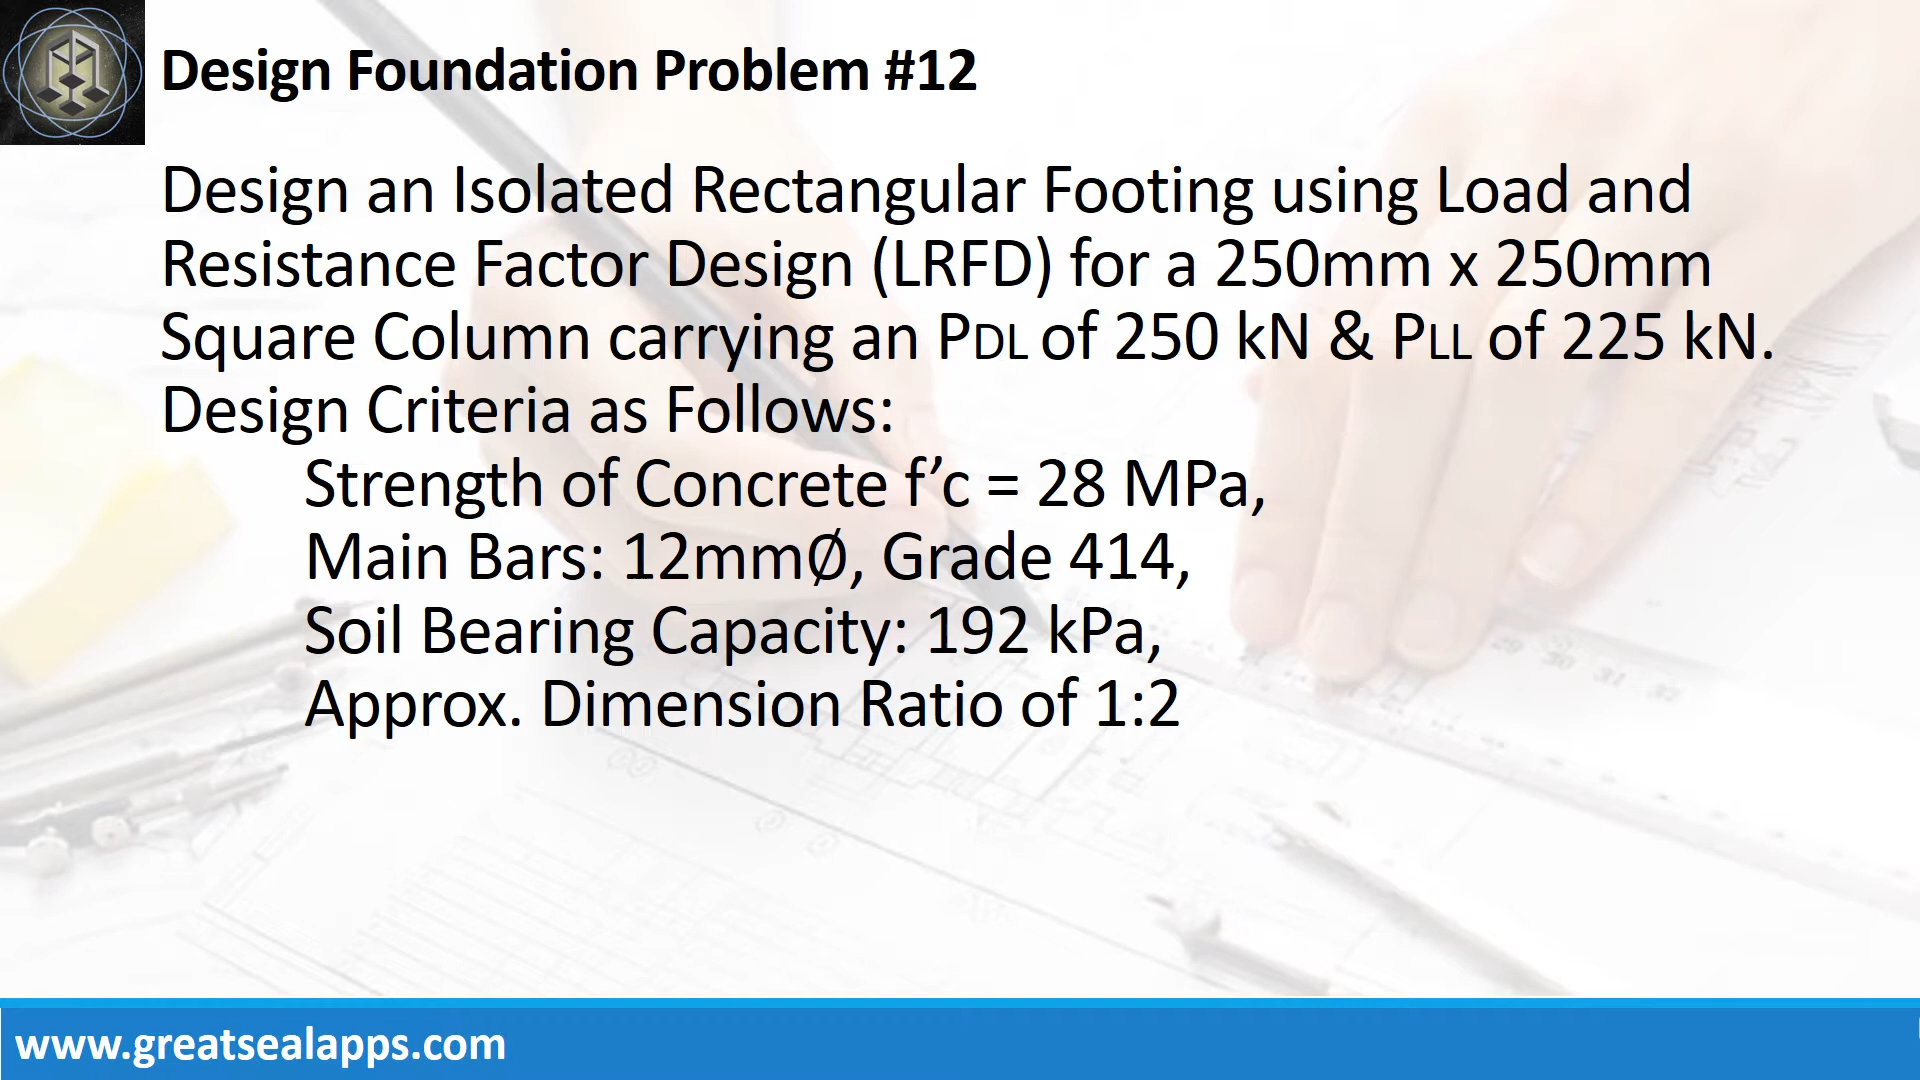 Design Foundation Problem #12
Design an Isolated Rectangular Footing using Load and
Resistance Factor Design (LRFD) for a 250mm x 250mm
Square Column carrying an PDL of 250 kN & PLL of 225 kN.
Design Criteria as Follows:
Strength of Concrete f’c = 28 MPa,
Main Bars: 12mm∅, Grade 414,
Soil Bearing Capacity: 192 kPa,
Approx. Dimension Ratio of 1:2
www.greatsealapps.com